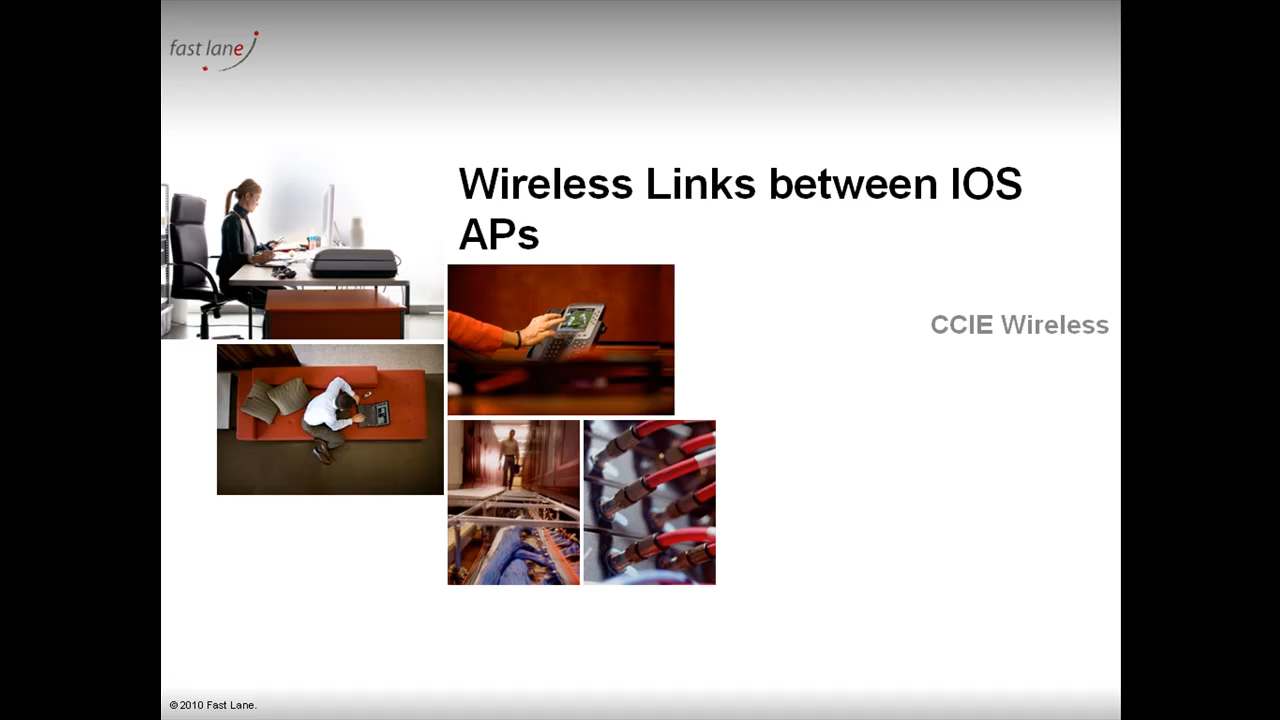 fast lane
Wireless Links between IOS
APs
CCIE Wireless
© 2010 Fast Lane.